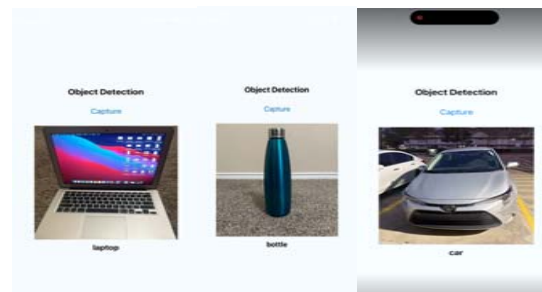 Object Detection
Capture
laptop
Object Detection
Capture
bottle
Object Detection
Capture
car